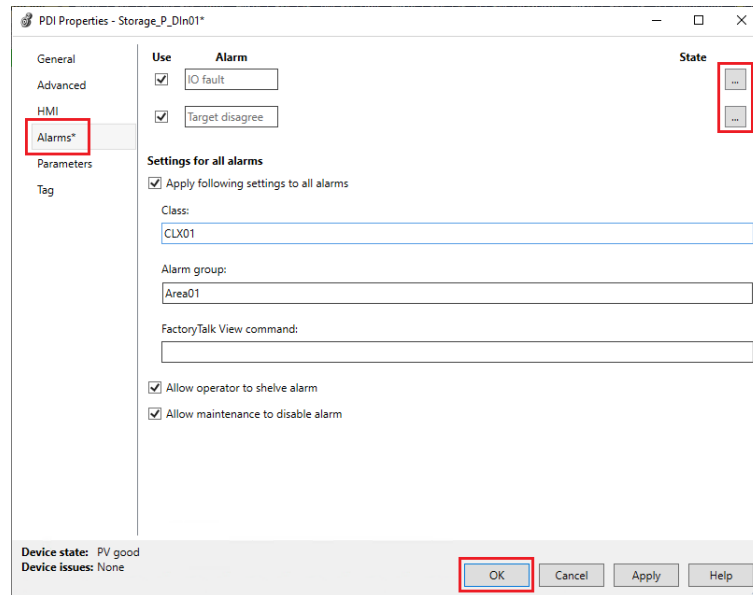 PDI Properties - Storage_P_DIn01*
General
Advanced
HMI
Alarms*
Parameters
Tag
Use Alarm State
IO fault ...
Target disagree ...
Settings for all alarms
Apply following settings to all alarms
Class:
CLX01
Alarm group:
Area01
FactoryTalk View command:
Allow operator to shelve alarm
Allow maintenance to disable alarm
Device state: PV good
Device issues: None
OK Cancel Apply Help